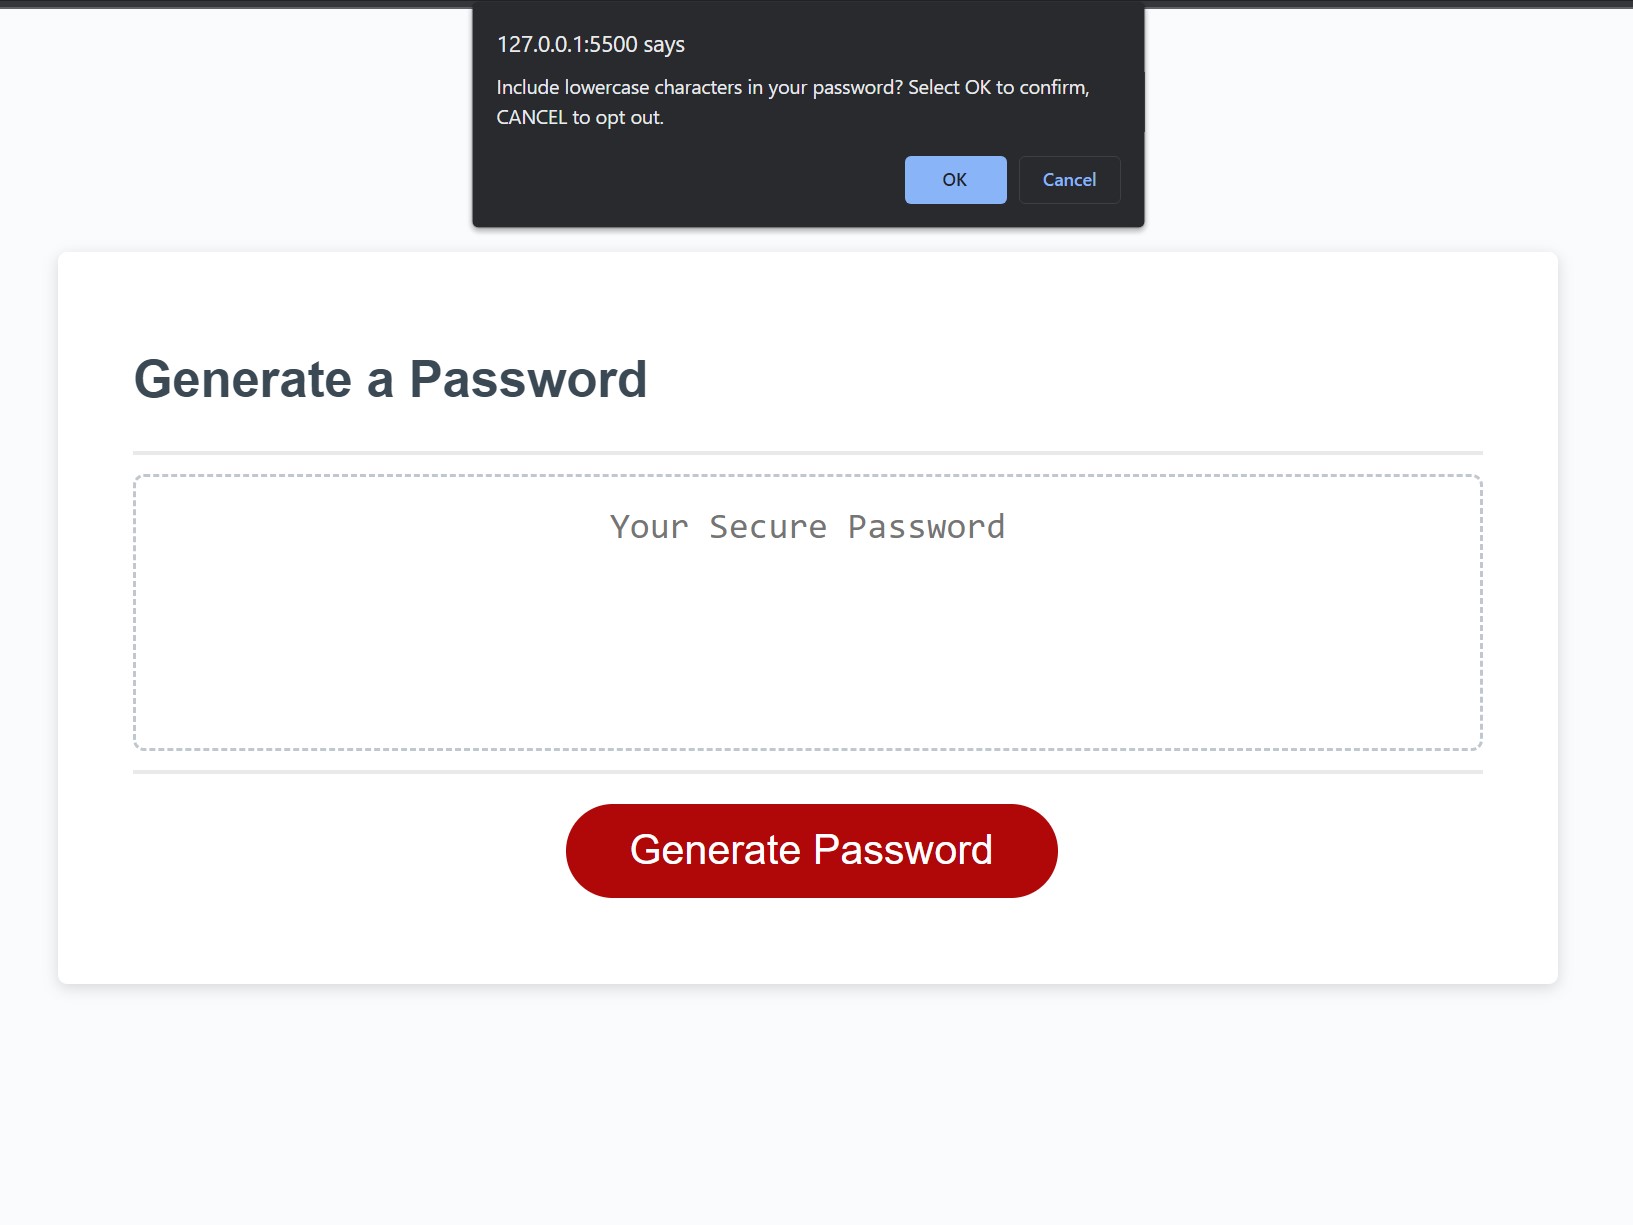 127.0.0.1:5500 says
Include lowercase characters in your password? Select OK to confirm,
CANCEL to opt out.
OK
Cancel
Generate a Password
Your Secure Password
Generate Password